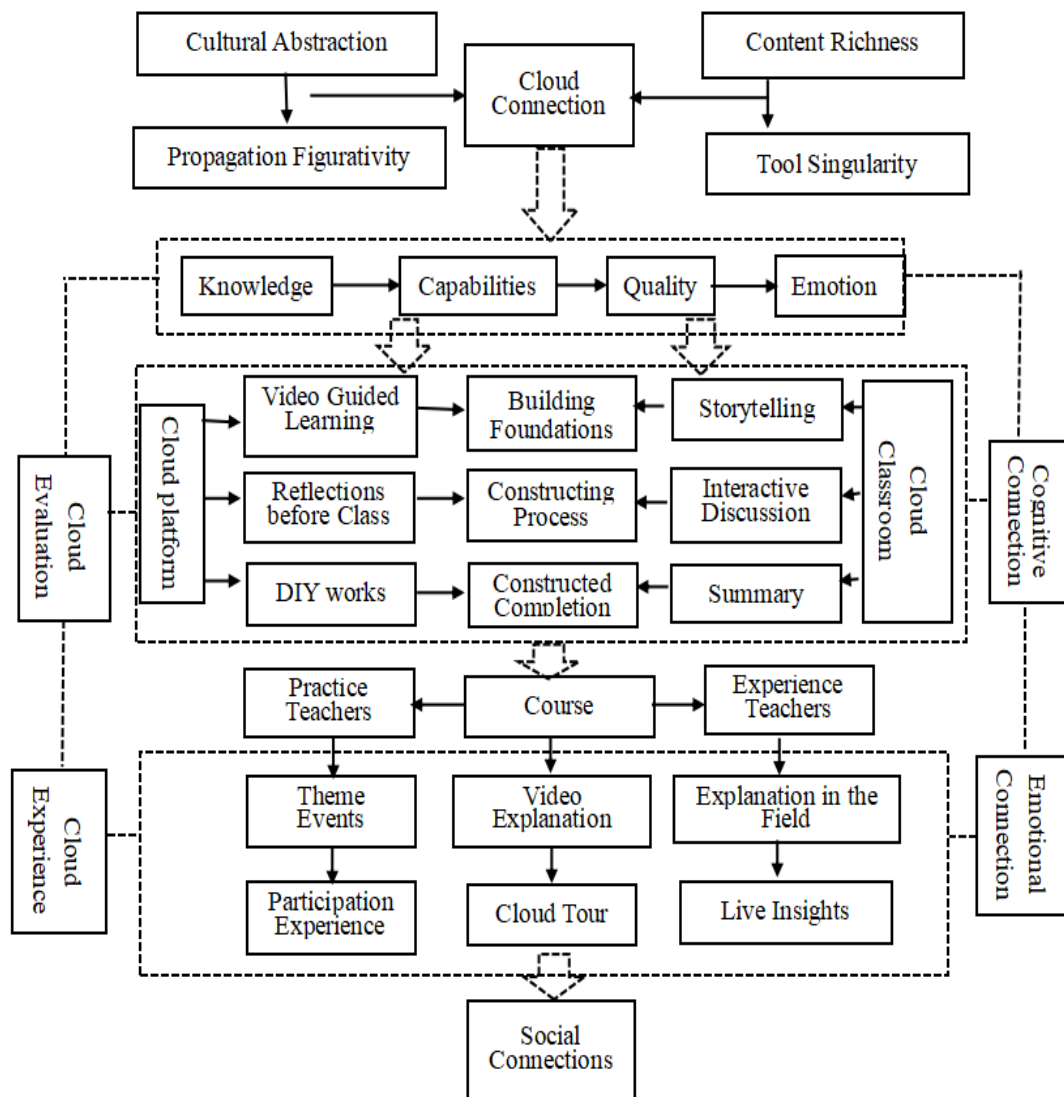 Cultural Abstraction
Content Richness
Cloud
Connection
Propagation Figurativity
Tool Singularity
Knowledge
Capabilities
Quality
Emotion
Video Guided
Learning
Building
Foundations
Storytelling
Cloud platform
Reflections
before Class
Constructing
Process
Interactive
Discussion
Cloud
Classroom
DIY works
Constructed
Completion
Summary
Cloud
Evaluation
Cognitive
Connection
Practice
Teachers
Course
Experience
Teachers
Theme
Events
Video
Explanation
Explanation in the
Field
Participation
Experience
Cloud Tour
Live Insights
Cloud
Experience
Emotional
Connection
Social
Connections